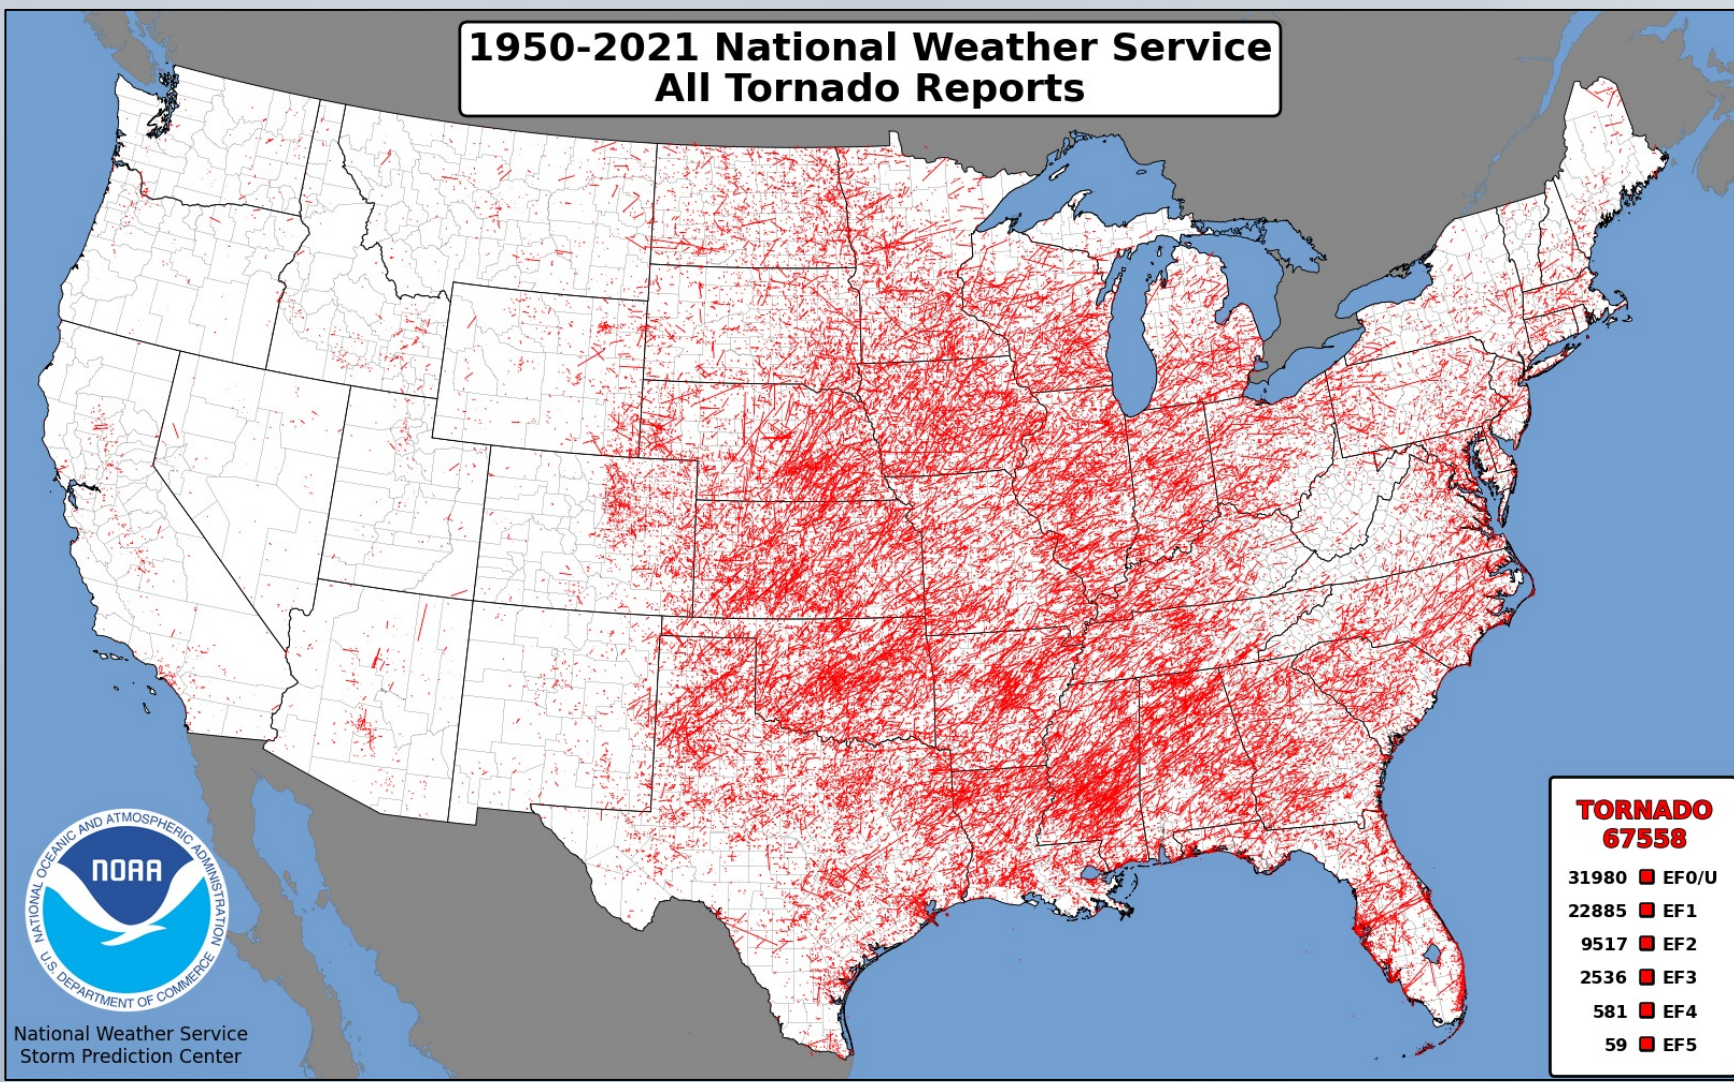 1950-2021 National Weather Service
All Tornado Reports
NATIONAL OCEANIC AND ATMOSPHERIC ADMINISTRATION
NOAA
U.S. DEPARTMENT OF COMMERCE
National Weather Service
Storm Prediction Center
TORNADO
67558
31980 EF0/U
22885 EF1
9517 EF2
2536 EF3
581 EF4
59 EF5